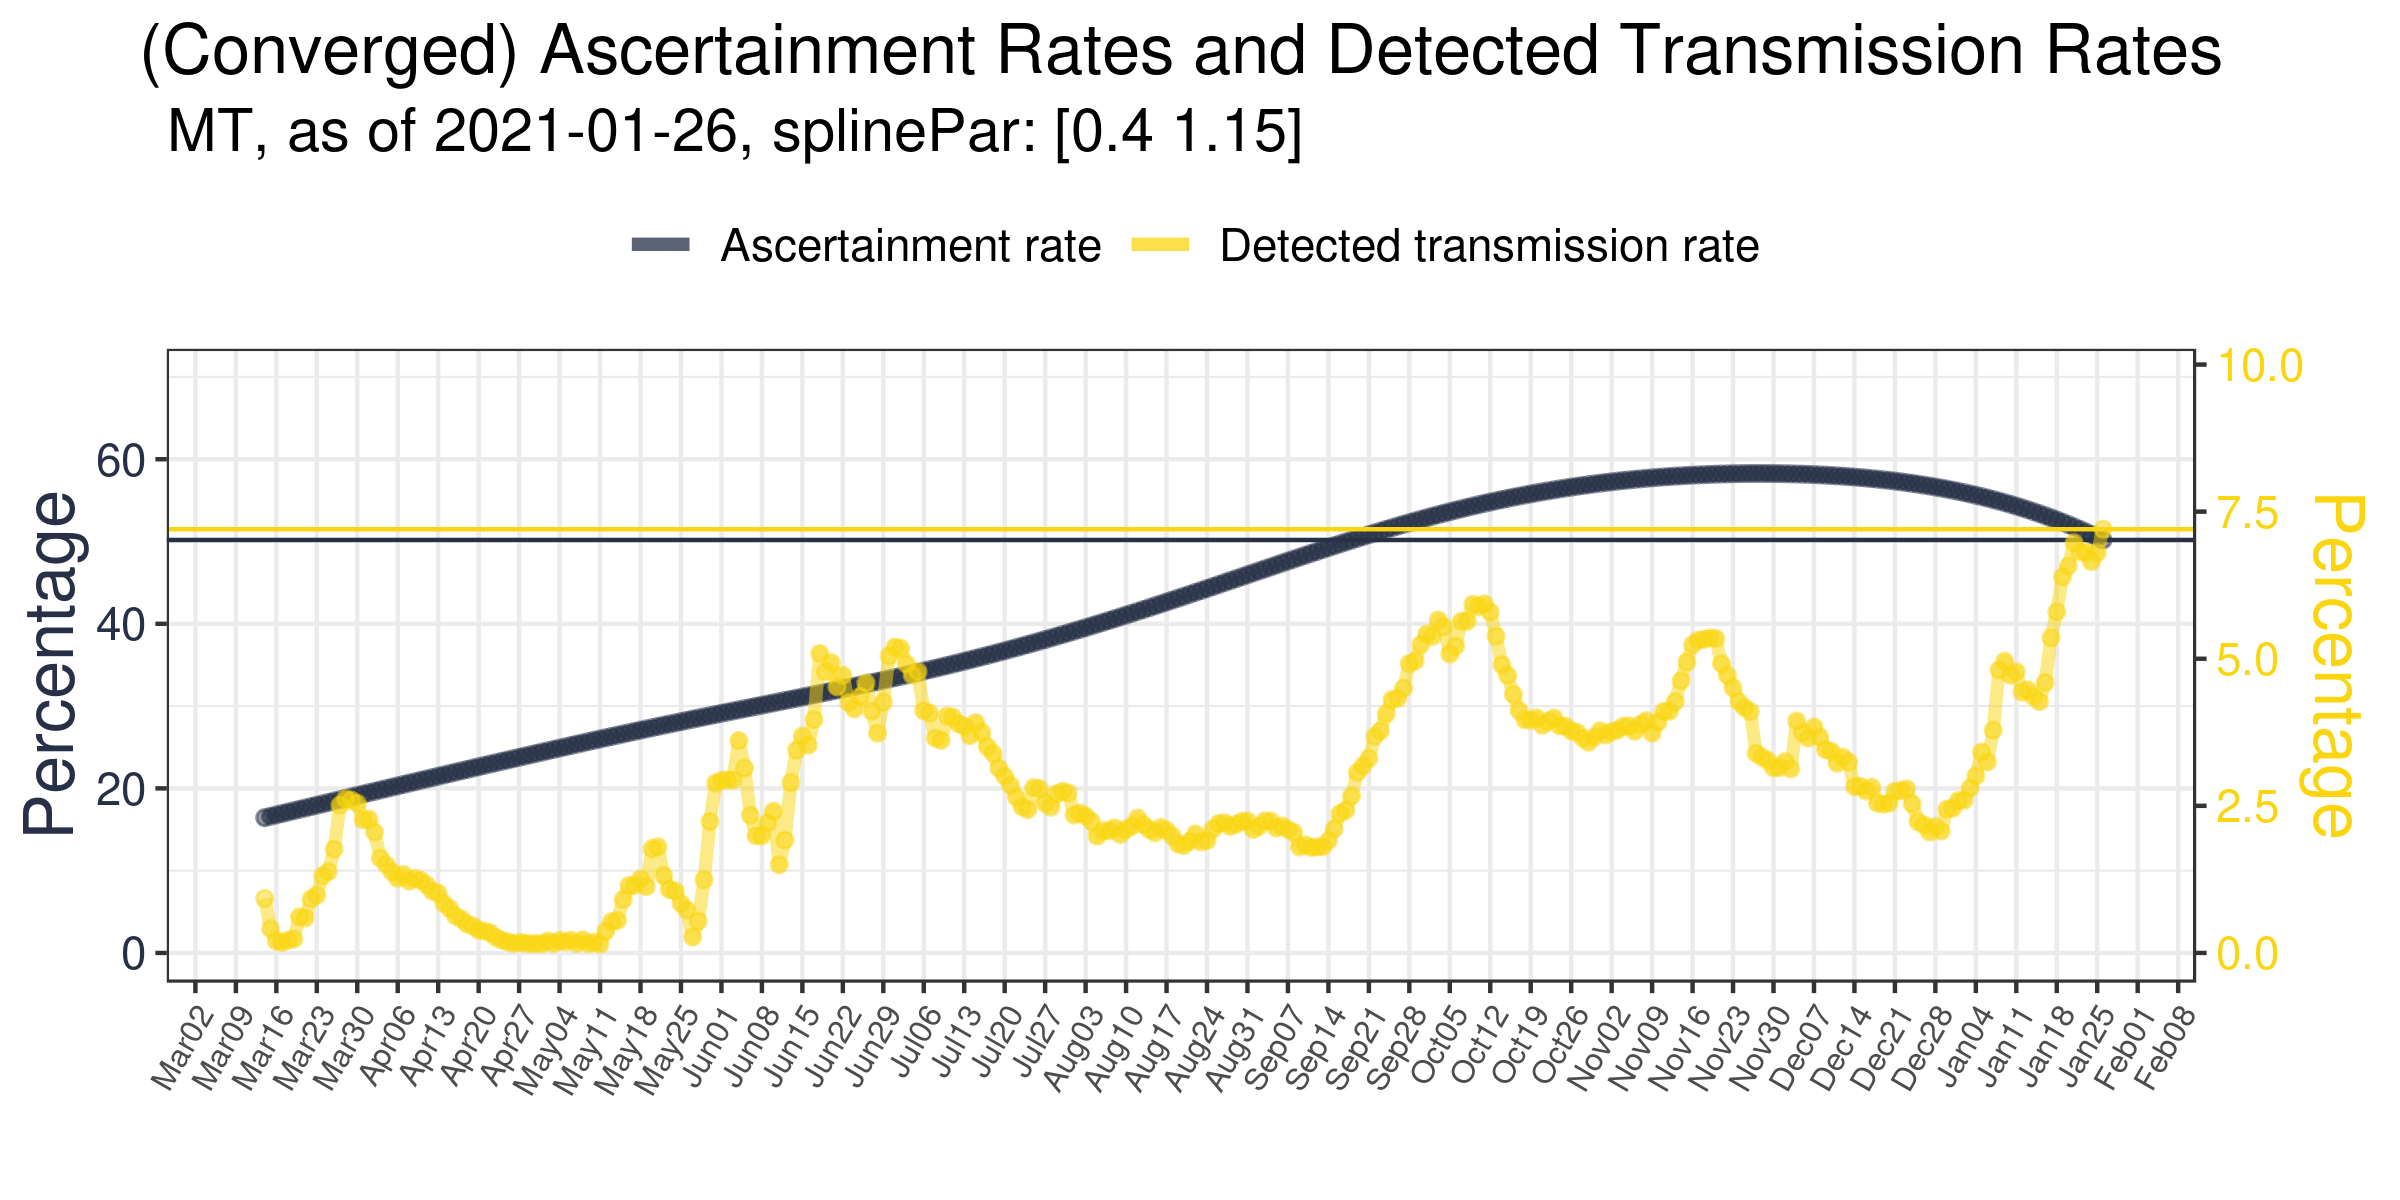 (Converged) Ascertainment Rates and Detected Transmission Rates
MT, as of 2021-01-26, splinePar: [0.4 1.15]
Ascertainment rate
Detected transmission rate
Percentage
60
40
20
0
10.0
7.5
5.0
2.5
0.0
Percentage
Mar02
Mar09
Mar16
Mar23
Mar30
Apr06
Apr13
Apr20
Apr27
May04
May11
May18
May25
Jun01
Jun08
Jun15
Jun22
Jun29
Jul06
Jul13
Jul20
Jul27
Aug03
Aug10
Aug17
Aug24
Aug31
Sep07
Sep14
Sep21
Sep28
Oct05
Oct12
Oct19
Oct26
Nov02
Nov09
Nov16
Nov23
Nov30
Dec07
Dec14
Dec21
Dec28
Jan04
Jan11
Jan18
Jan25
Feb01
Feb08